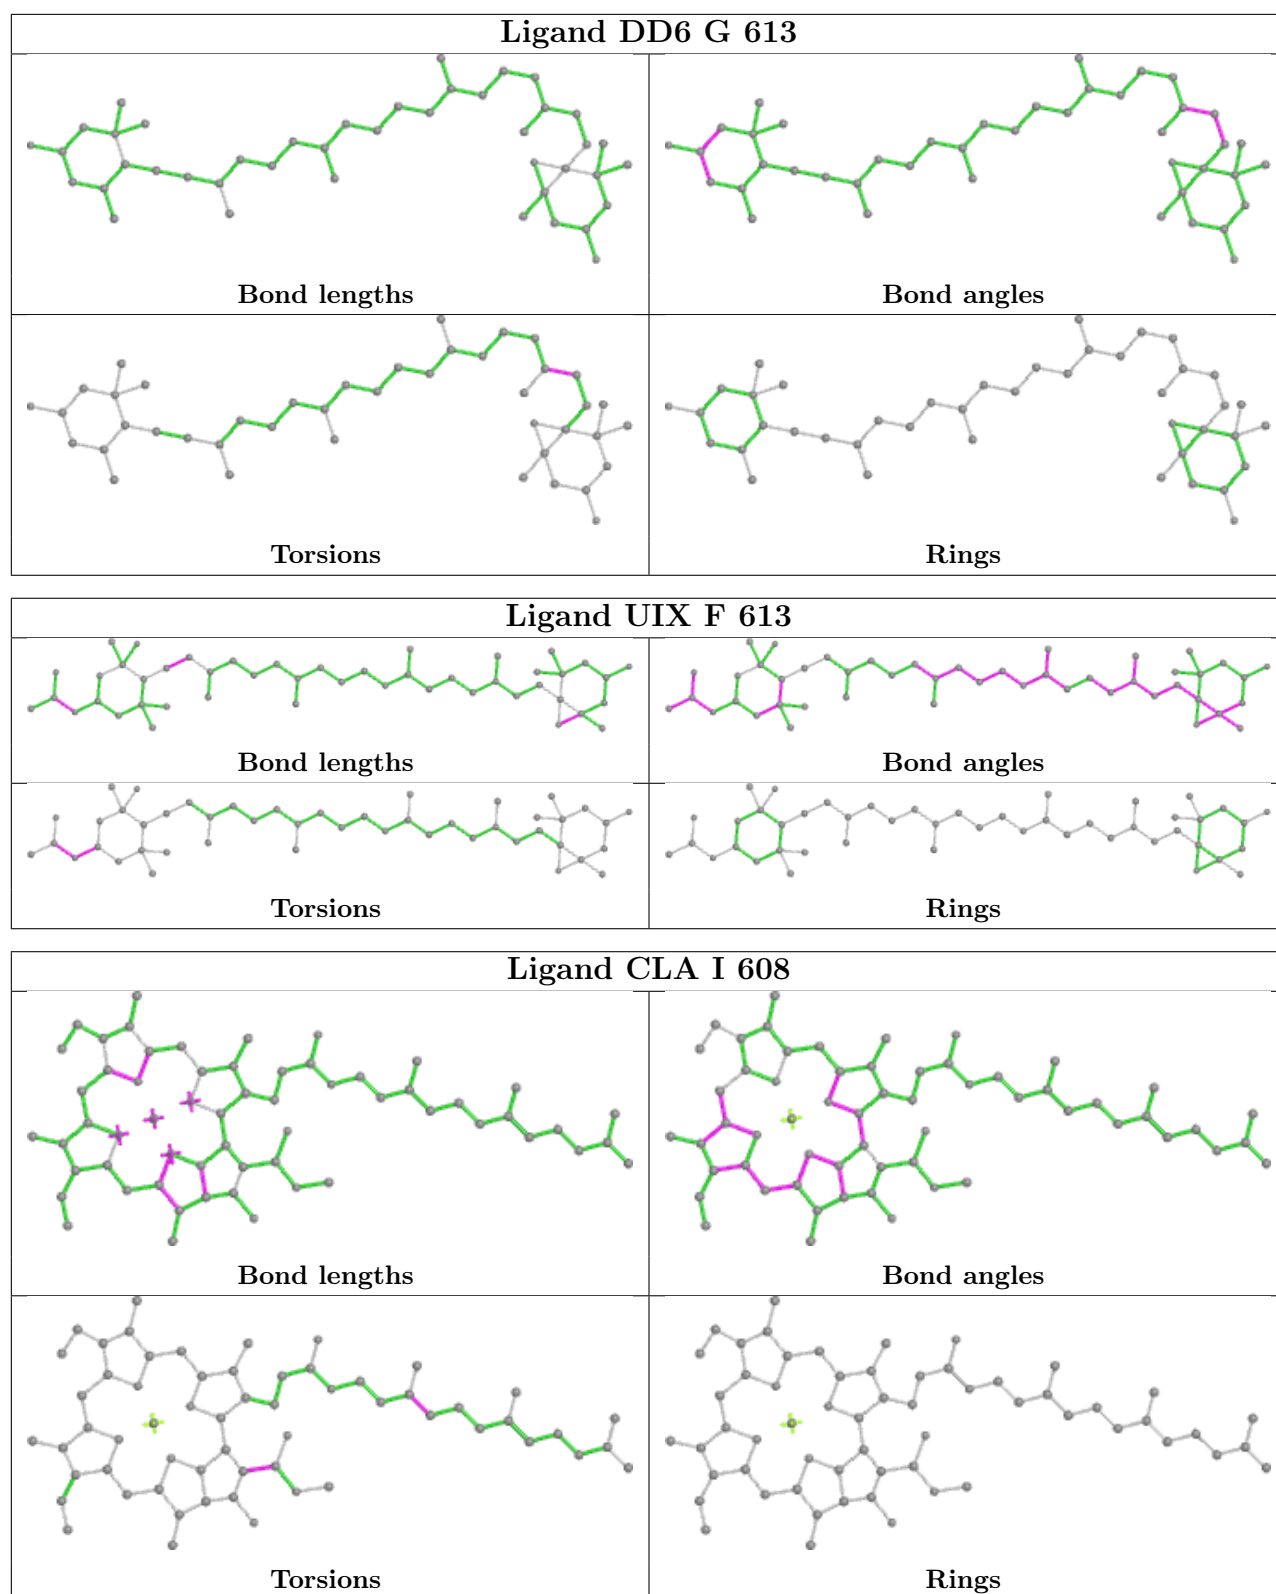 Ligand DD6 G 613
Bond lengths
Bond angles
Torsions
Rings
Ligand UIX F 613
Bond lengths
Bond angles
Torsions
Rings
Ligand CLA I 608
Bond lengths
Bond angles
Torsions
Rings